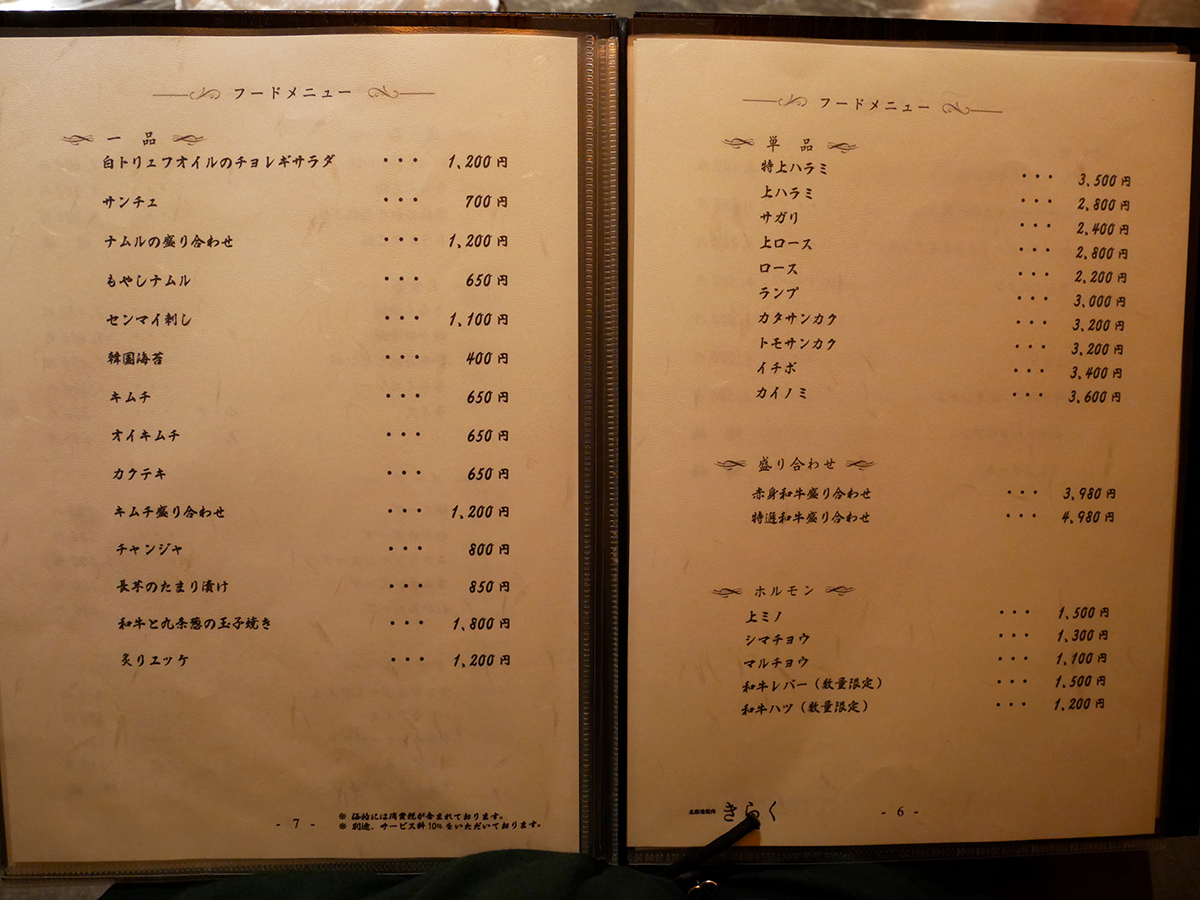 フードメニュー
一 品
白トリュフオイルのチョレギサラダ ・・・ 1,200円
サンチュ ・・・ 700円
ナムルの盛り合わせ ・・・ 1,200円
もやしナムル ・・・ 650円
センマイ刺し ・・・ 1,100円
韓国海苔 ・・・ 400円
キムチ ・・・ 650円
オイキムチ ・・・ 650円
カクテキ ・・・ 650円
キムチ盛り合わせ ・・・ 1,200円
チャンジャ ・・・ 800円
長芋のたまり漬け ・・・ 850円
和牛と九条葱の玉子焼き ・・・ 1,800円
炙りユッケ ・・・ 1,200円
- 7 -
※ 価格には消費税が含まれております。
※ 別途、サービス料10%をいただいております。
フードメニュー
単 品
特上ハラミ ・・・ 3,500円
上ハラミ ・・・ 2,800円
サガリ ・・・ 2,400円
上ロース ・・・ 2,800円
ロース ・・・ 2,200円
ランプ ・・・ 3,000円
カタサンカク ・・・ 3,200円
トモサンカク ・・・ 3,200円
イチボ ・・・ 3,400円
カイノミ ・・・ 3,600円
盛り合わせ
赤身和牛盛り合わせ ・・・ 3,980円
特選和牛盛り合わせ ・・・ 4,980円
ホルモン
上ミノ ・・・ 1,500円
シマチョウ ・・・ 1,300円
マルチョウ ・・・ 1,100円
和牛レバー（数量限定） ・・・ 1,500円
和牛ハツ（数量限定） ・・・ 1,200円
きらく
- 6 -